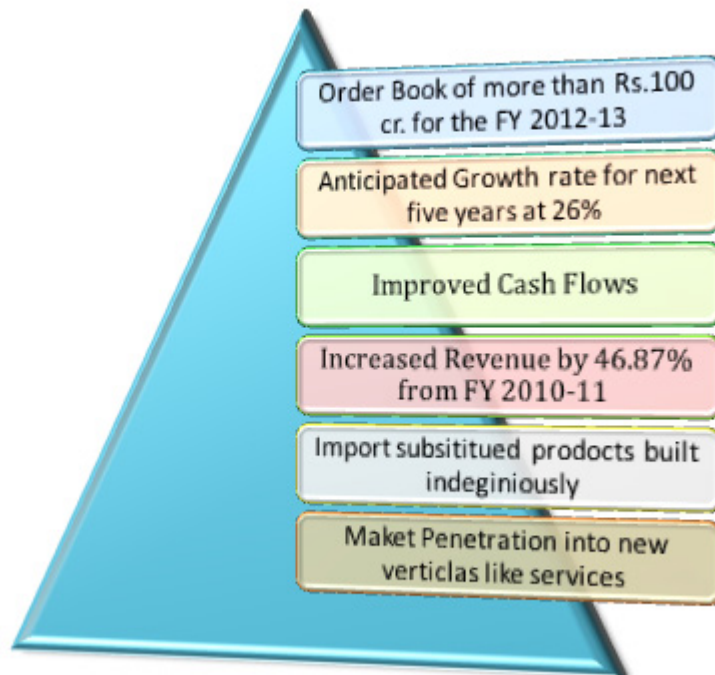 Order Book of more than Rs.100
cr. for the FY 2012-13
Anticipated Growth rate for next
five years at 26%
Improved Cash Flows
Increased Revenue by 46.87%
from FY 2010-11
Import subsititued prodocts built
indeginiously
Maket Penetration into new
verticlas like services